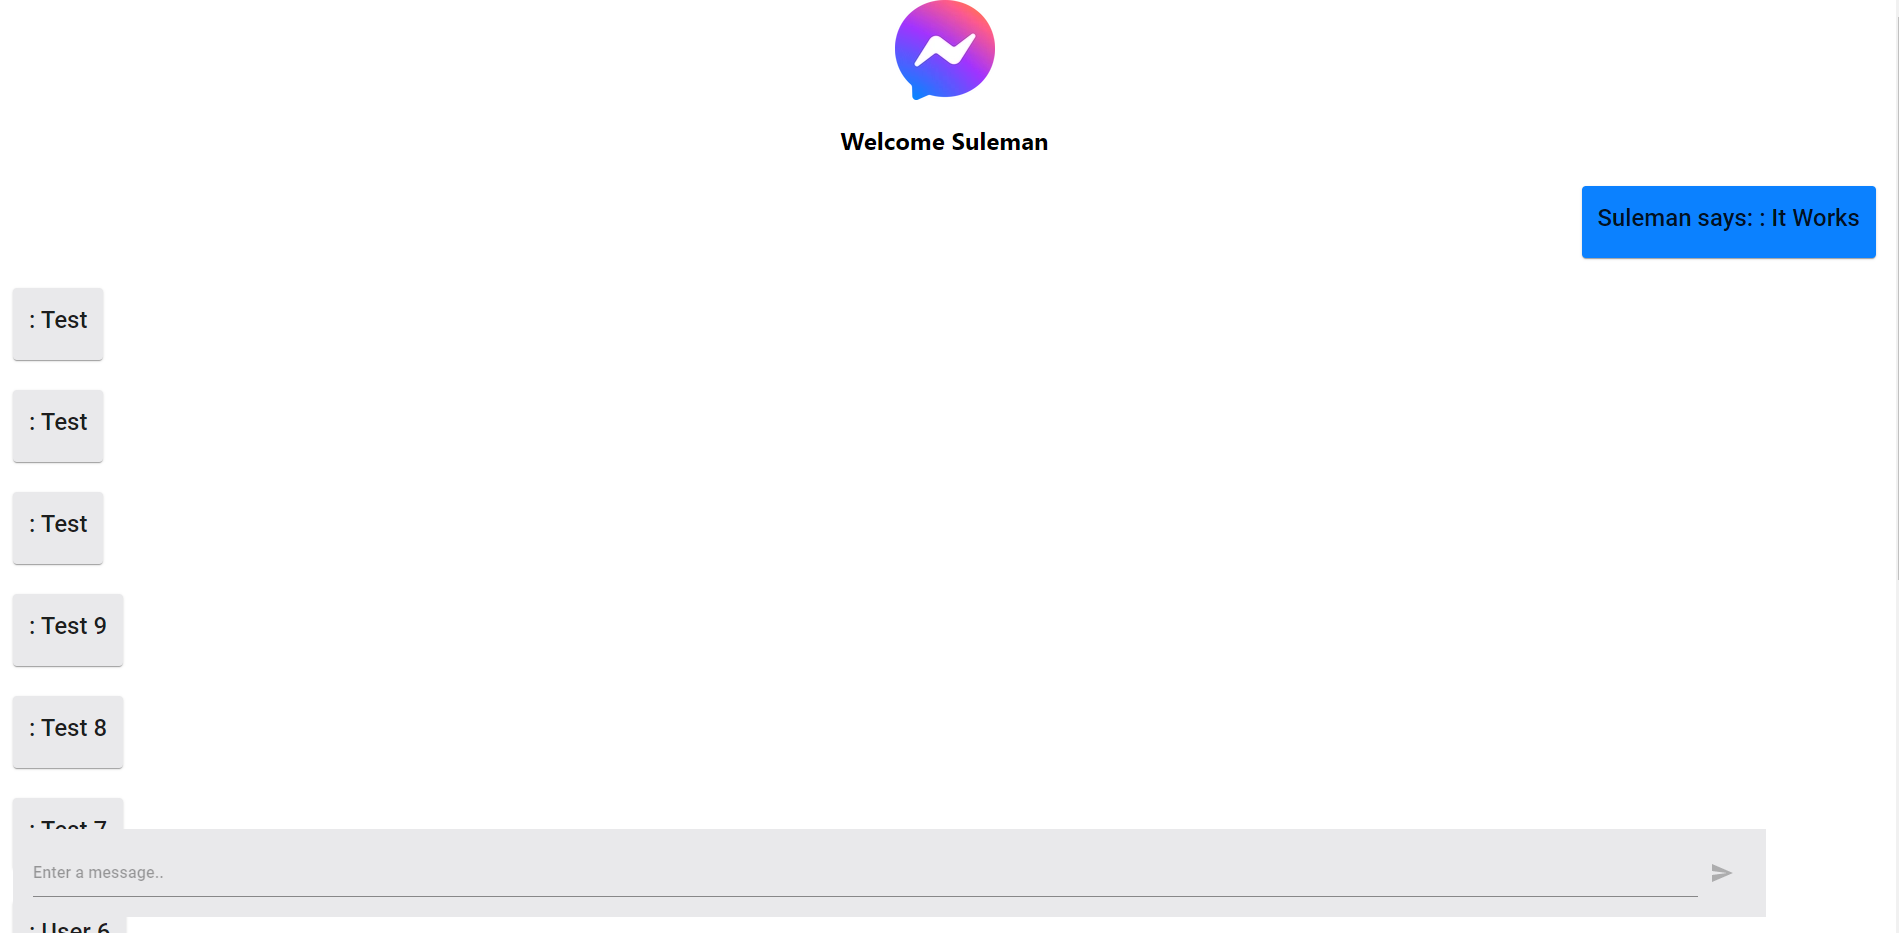 Welcome Suleman
Suleman says: : It Works
: Test
: Test
: Test
: Test 9
: Test 8
: Test 7
Enter a message..
: User 6